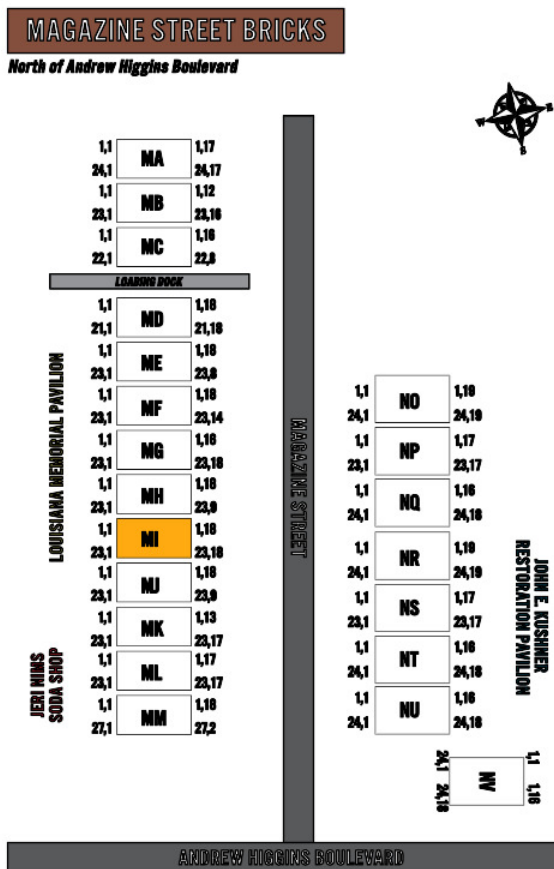 MAGAZINE STREET BRICKS
North of Andrew Higgins Boulevard
N
W
E
S
1,1 MA 1,17
24,1 24,17
1,1 MB 1,12
23,1 23,16
1,1 MC 1,16
22,1 22,8
LOADING DOCK
1,1 MD 1,18
21,1 21,18
1,1 ME 1,18
23,1 23,8
1,1 MF 1,18
23,1 23,14
1,1 MG 1,16
23,1 23,18
1,1 MH 1,18
23,1 23,9
1,1 MI 1,18
23,1 23,18
1,1 MJ 1,18
23,1 23,9
1,1 MK 1,13
23,1 23,17
1,1 ML 1,17
23,1 23,17
1,1 MM 1,18
27,1 27,2
LOUISIANA MEMORIAL PAVILION
JERI NIMS
SODA SHOP
MAGAZINE STREET
1,1 NO 1,19
24,1 24,19
1,1 NP 1,17
23,1 23,17
1,1 NQ 1,16
24,1 24,18
1,1 NR 1,19
24,1 24,19
1,1 NS 1,17
23,1 23,17
1,1 NT 1,16
24,1 24,18
1,1 NU 1,16
24,1 24,18
JOHN E. KUSHNER
RESTORATION PAVILION
24,1 NV 1,1
24,18 1,16
ANDREW HIGGINS BOULEVARD